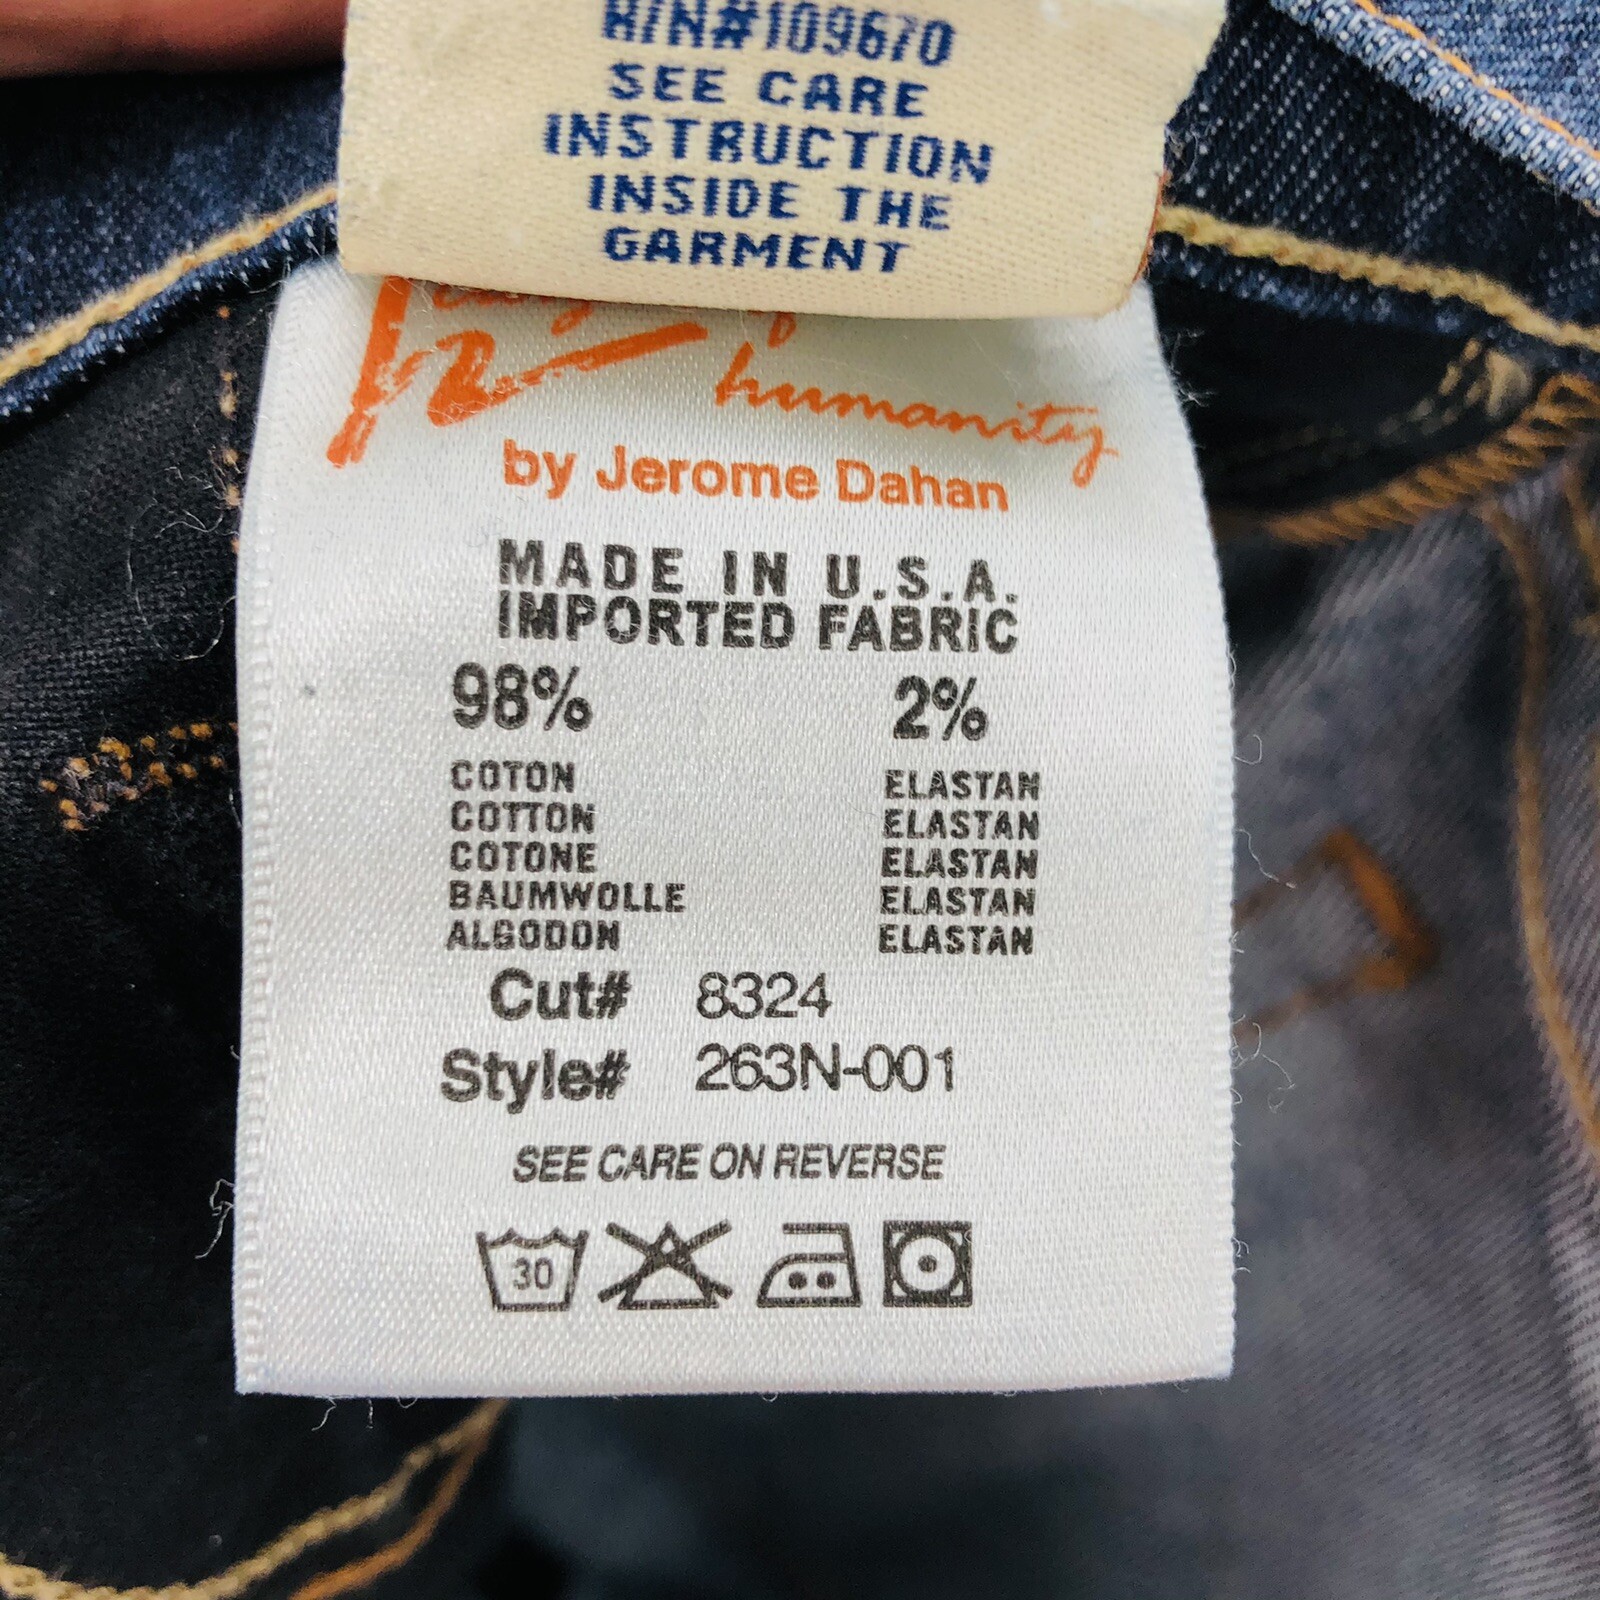 R/N#109670
SEE CARE
INSTRUCTION
INSIDE THE
GARMENT
humanity
by Jerome Dahan
MADE IN U.S.A.
IMPORTED FABRIC
98% 2%
COTON ELASTAN
COTTON ELASTAN
COTONE ELASTAN
BAUMWOLLE ELASTAN
ALGODON ELASTAN
Cut# 8324
Style# 263N-001
SEE CARE ON REVERSE
30